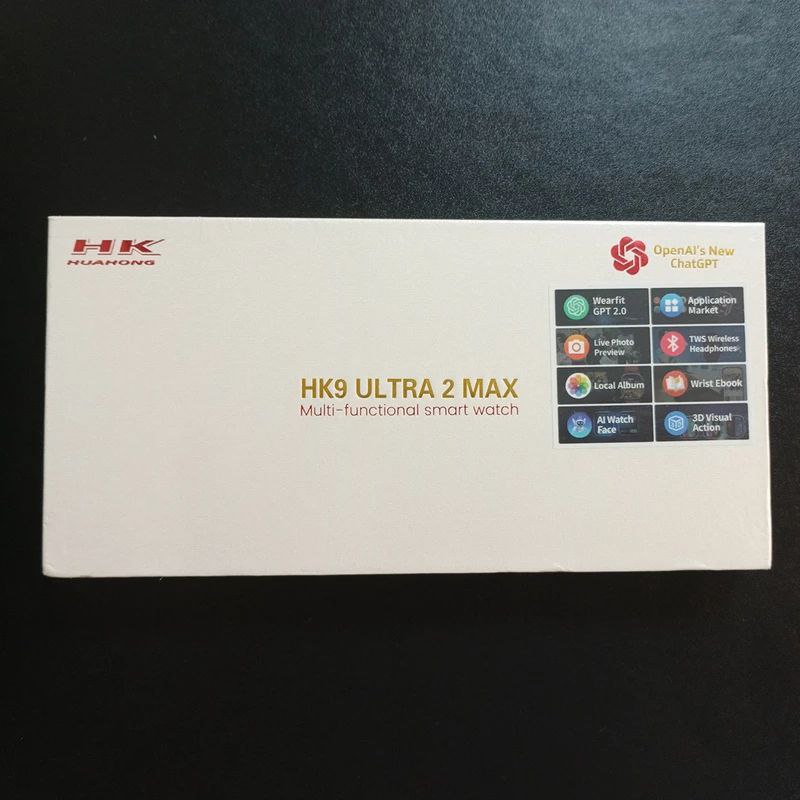 HK
HUAHONG
OpenAI's New
ChatGPT
Wearfit
GPT 2.0
Application
Market
Live Photo
Preview
TWS Wireless
Headphones
Local Album
Wrist Ebook
AI Watch
Face
3D Visual
Action
HK9 ULTRA 2 MAX
Multi-functional smart watch